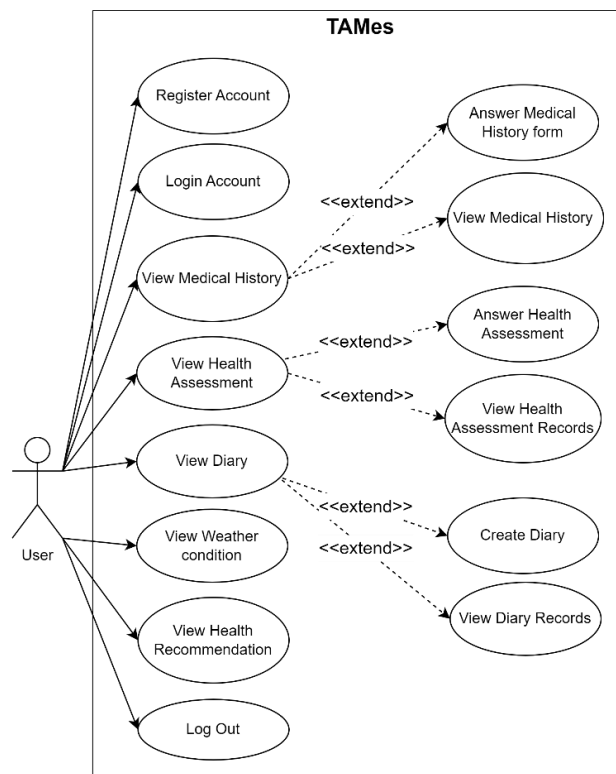 TAMes
Register Account
Login Account
View Medical History
View Health
Assessment
View Diary
View Weather
condition
View Health
Recommendation
Log Out
User
<<extend>>
<<extend>>
<<extend>>
<<extend>>
<<extend>>
<<extend>>
Answer Medical
History form
View Medical History
Answer Health
Assessment
View Health
Assessment Records
Create Diary
View Diary Records